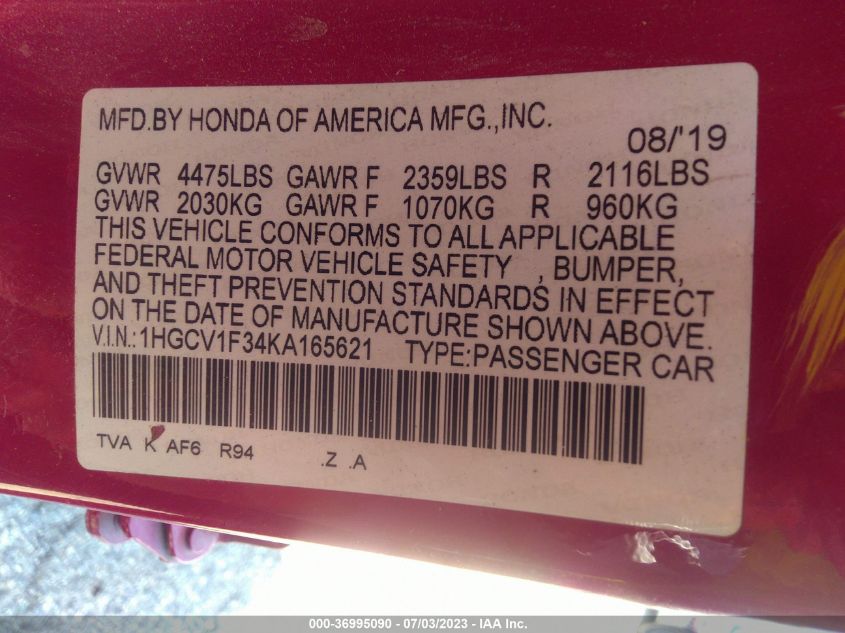 MFD.BY HONDA OF AMERICA MFG.,INC.
08/'19
GVWR 4475LBS GAWR F 2359LBS R 2116LBS
GVWR 2030KG GAWR F 1070KG R 960KG
THIS VEHICLE CONFORMS TO ALL APPLICABLE
FEDERAL MOTOR VEHICLE SAFETY , BUMPER,
AND THEFT PREVENTION STANDARDS IN EFFECT
ON THE DATE OF MANUFACTURE SHOWN ABOVE.
V.I.N.:1HGCV1F34KA165621 TYPE:PASSENGER CAR
TVA K AF6 R94 .Z .A
000-36995090 - 07/03/2023 - IAA Inc.